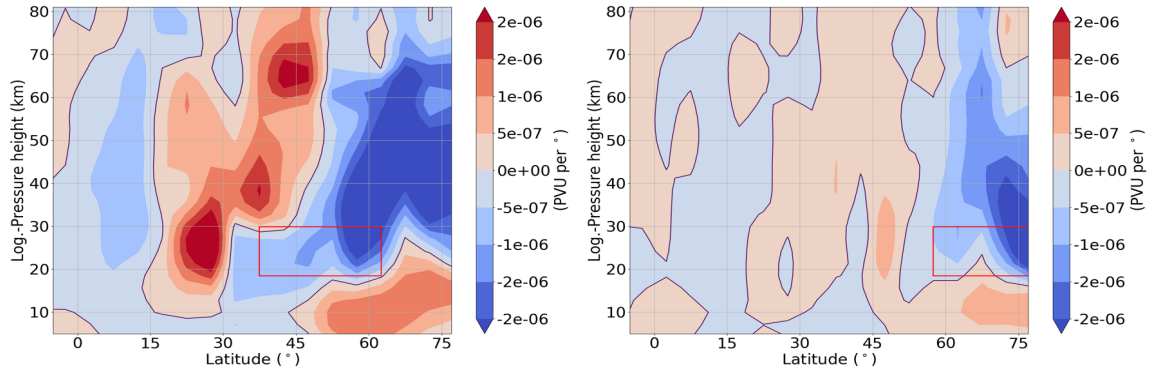 80
70
60
50
40
30
20
10
Log.-Pressure height (km)
0
15
30
45
60
75
Latitude (°)
2e-06
2e-06
1e-06
5e-07
0e+00
-5e-07
-1e-06
-2e-06
-2e-06
(PVU per °)
80
70
60
50
40
30
20
10
Log.-Pressure height (km)
0
15
30
45
60
75
Latitude (°)
2e-06
2e-06
1e-06
5e-07
0e+00
-5e-07
-1e-06
-2e-06
-2e-06
(PVU per °)